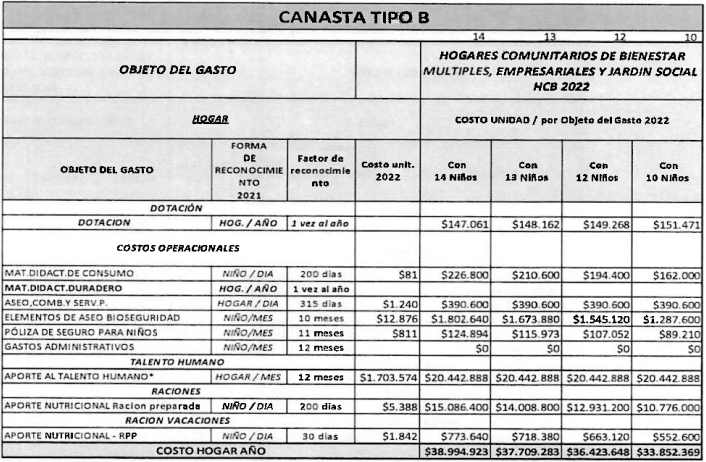 CANASTA TIPO B
14 13 12 10
OBJETO DEL GASTO
HOGARES COMUNITARIOS DE BIENESTAR
MULTIPLES, EMPRESARIALES Y JARDIN SOCIAL
HCB 2022
HOGAR
COSTO UNIDAD / por Objeto del Gasto 2022
OBJETO DEL GASTO
FORMA
DE
RECONOCIMIE
NTO
2021
Factor de
reconocimie
nto
Costo unit.
2022
Con
14 Niños
Con
13 Niños
Con
12 Niños
Con
10 Niños
DOTACIÓN
DOTACION HOG. / AÑO 1 vez al año $147.061 $148.162 $149.268 $151.471
COSTOS OPERACIONALES
MAT.DIDACT.DE CONSUMO NIÑO / DIA 200 días $81 $226.800 $210.600 $194.400 $162.000
MAT.DIDACT.DURADERO HOG. / AÑO 1 vez al año
ASEO,COMB.Y SERV.P. HOGAR / DIA 315 días $1.240 $390.600 $390.600 $390.600 $390.600
ELEMENTOS DE ASEO BIOSEGURIDAD NIÑO/MES 10 meses $12.876 $1.802.640 $1.673.880 $1.545.120 $1.287.600
PÓLIZA DE SEGURO PARA NIÑOS NIÑO/MES 11 meses $811 $124.894 $115.973 $107.052 $89.210
GASTOS ADMINISTRATIVOS NIÑO/MES 12 meses $0 $0 $0 $0
TALENTO HUMANO
APORTE AL TALENTO HUMANO* HOGAR / MES 12 meses $1.703.574 $20.442.888 $20.442.888 $20.442.888 $20.442.888
RACIONES
APORTE NUTRICIONAL Racion preparada NIÑO / DIA 200 días $5.388 $15.086.400 $14.008.800 $12.931.200 $10.776.000
RACION VACACIONES
APORTE NUTRICIONAL - RPP NIÑO / DIA 30 días $1.842 $773.640 $718.380 $663.120 $552.600
COSTO HOGAR AÑO $38.994.923 $37.709.283 $36.423.648 $33.852.369